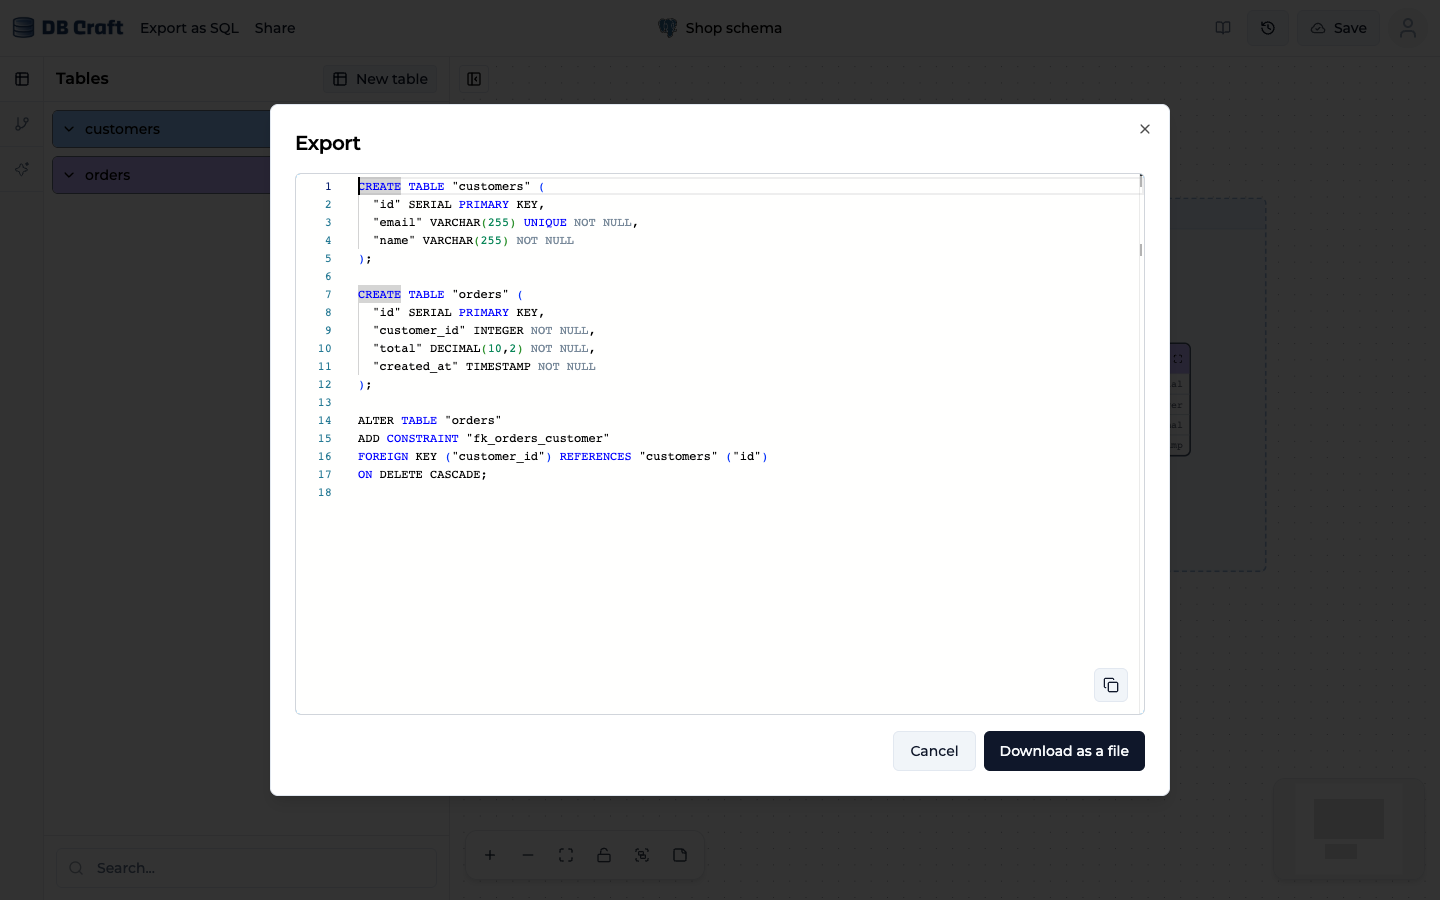 DB Craft
Export as SQL
Share
Shop schema
Save
Tables
New table
customers
orders
Export
1 CREATE TABLE "customers" (
2 "id" SERIAL PRIMARY KEY,
3 "email" VARCHAR(255) UNIQUE NOT NULL,
4 "name" VARCHAR(255) NOT NULL
5 );
6
7 CREATE TABLE "orders" (
8 "id" SERIAL PRIMARY KEY,
9 "customer_id" INTEGER NOT NULL,
10 "total" DECIMAL(10,2) NOT NULL,
11 "created_at" TIMESTAMP NOT NULL
12 );
13
14 ALTER TABLE "orders"
15 ADD CONSTRAINT "fk_orders_customer"
16 FOREIGN KEY ("customer_id") REFERENCES "customers" ("id")
17 ON DELETE CASCADE;
18
Cancel
Download as a file
Search...